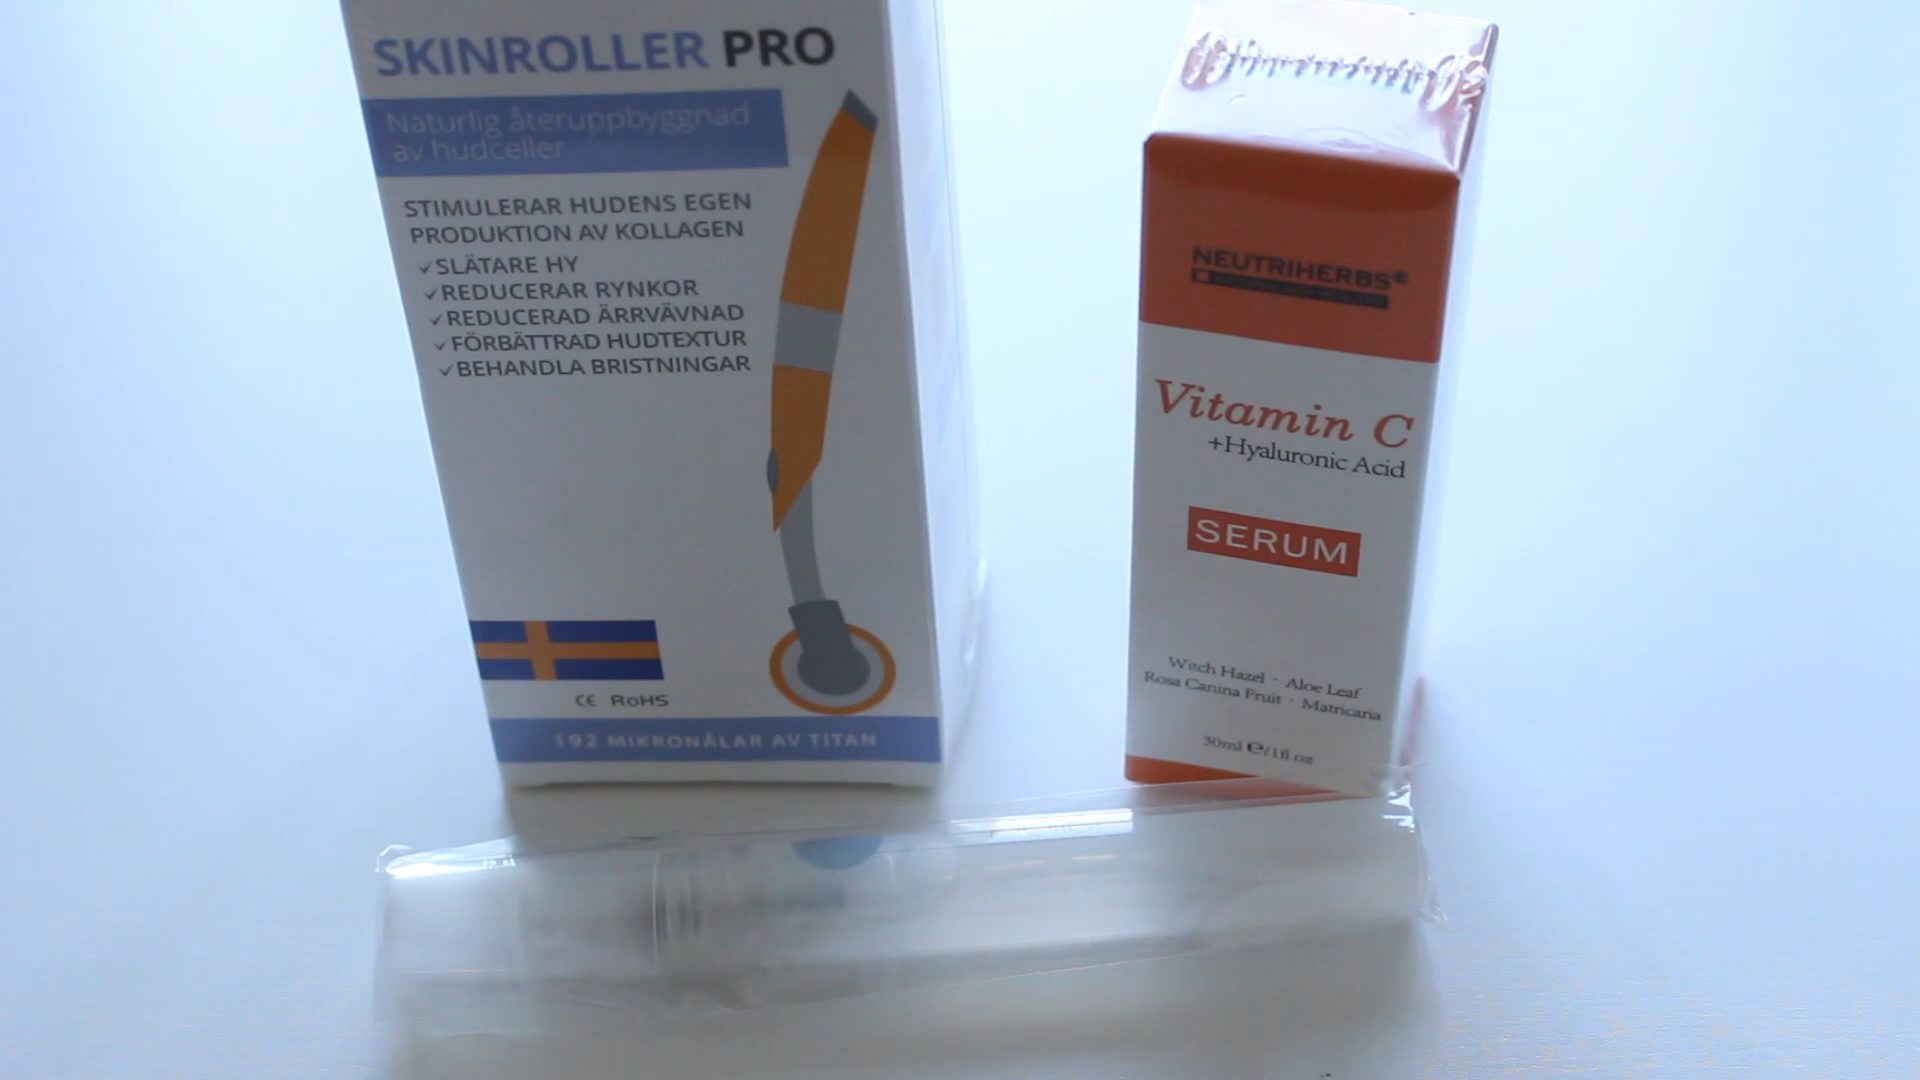 SKINROLLER PRO
Naturlig återuppbyggnad
av hudceller
STIMULERAR HUDENS EGEN
PRODUKTION AV KOLLAGEN
✓SLÄTARE HY
✓REDUCERAR RYNKOR
✓REDUCERAD ÄRRVÄVNAD
✓FÖRBÄTTRAD HUDTEXTUR
✓BEHANDLA BRISTNINGAR
CE RoHS
192 MIKRONÅLAR AV TITAN
NEUTRIHERBS®
Vitamin C
+Hyaluronic Acid
SERUM
Witch Hazel · Aloe Leaf
Rosa Canina Fruit · Matricaria
30ml ℮/1fl oz